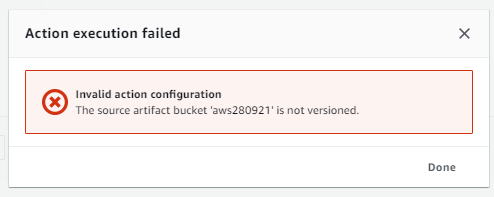 Action execution failed
Invalid action configuration
The source artifact bucket 'aws280921' is not versioned.
Done